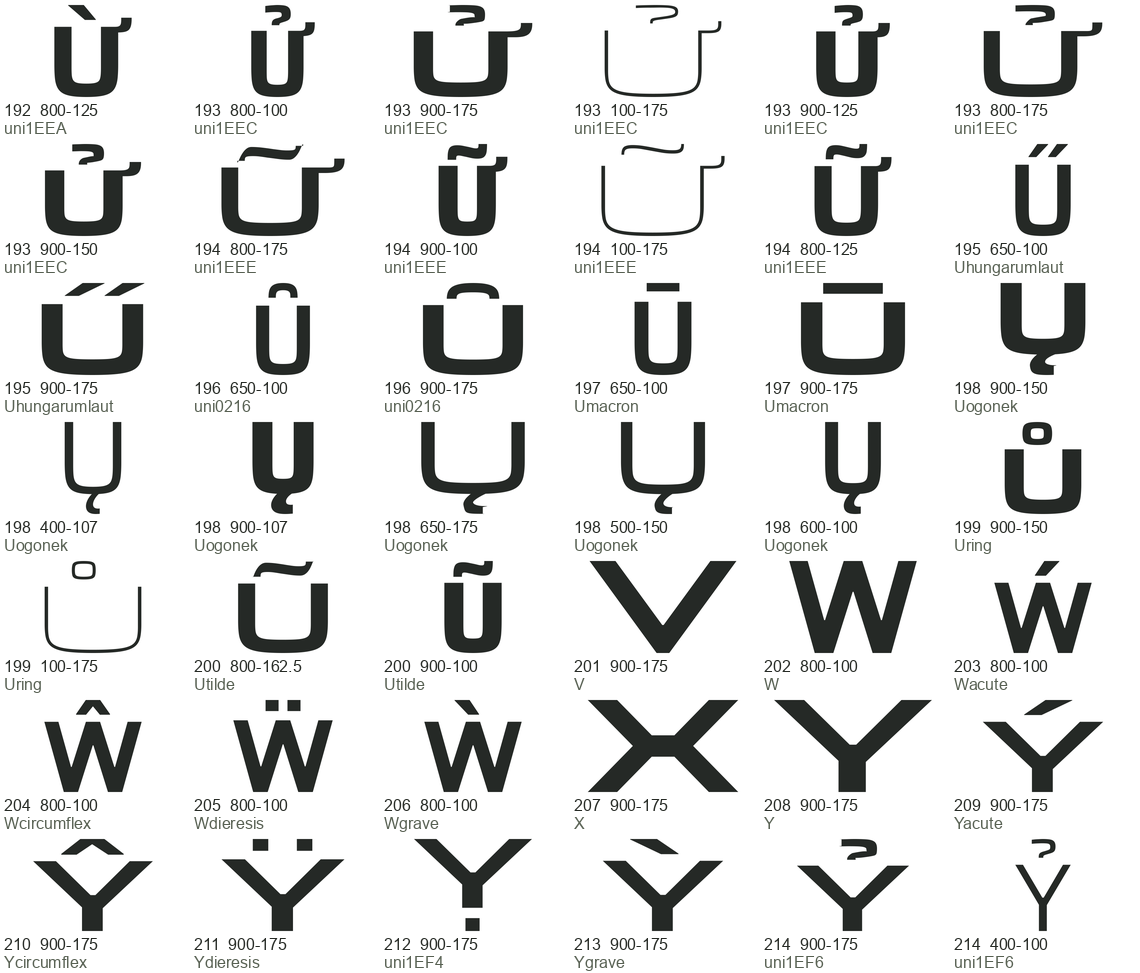 Ừ Ử Ử Ử Ử Ử
192 800-125 193 800-100 193 900-175 193 100-175 193 900-125 193 800-175
uni1EEA uni1EEC uni1EEC uni1EEC uni1EEC uni1EEC
Ử Ữ Ữ Ữ Ữ Ű
193 900-150 194 800-175 194 900-100 194 100-175 194 800-125 195 650-100
uni1EEC uni1EEE uni1EEE uni1EEE uni1EEE Uhungarumlaut
Ű Ȗ Ȗ Ū Ū Ų
195 900-175 196 650-100 196 900-175 197 650-100 197 900-175 198 900-150
Uhungarumlaut uni0216 uni0216 Umacron Umacron Uogonek
Ų Ų Ų Ų Ų Ů
198 400-107 198 900-107 198 650-175 198 500-150 198 600-100 199 900-150
Uogonek Uogonek Uogonek Uogonek Uogonek Uring
Ů Ũ Ũ V W Ẃ
199 100-175 200 800-162.5 200 900-100 201 900-175 202 800-100 203 800-100
Uring Utilde Utilde V W Wacute
Ŵ Ẅ Ẁ X Y Ý
204 800-100 205 800-100 206 800-100 207 900-175 208 900-175 209 900-175
Wcircumflex Wdieresis Wgrave X Y Yacute
Ŷ Ÿ Ỵ Ỳ Ỷ Ỷ
210 900-175 211 900-175 212 900-175 213 900-175 214 900-175 214 400-100
Ycircumflex Ydieresis uni1EF4 Ygrave uni1EF6 uni1EF6